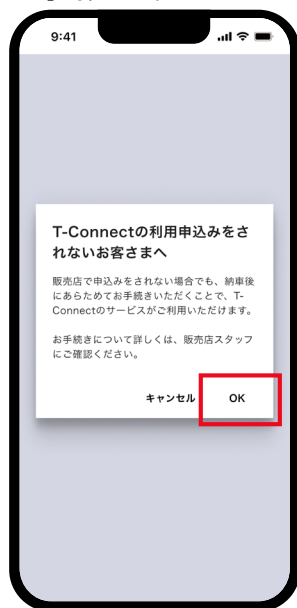 9:41
T-Connectの利用申込みをさ
れないお客さまへ
販売店で申込みをされない場合でも、納車後
にあらためてお手続きいただくことで、T-
Connectのサービスがご利用いただけます。
お手続きについて詳しくは、販売店スタッフ
にご確認ください。
キャンセル OK